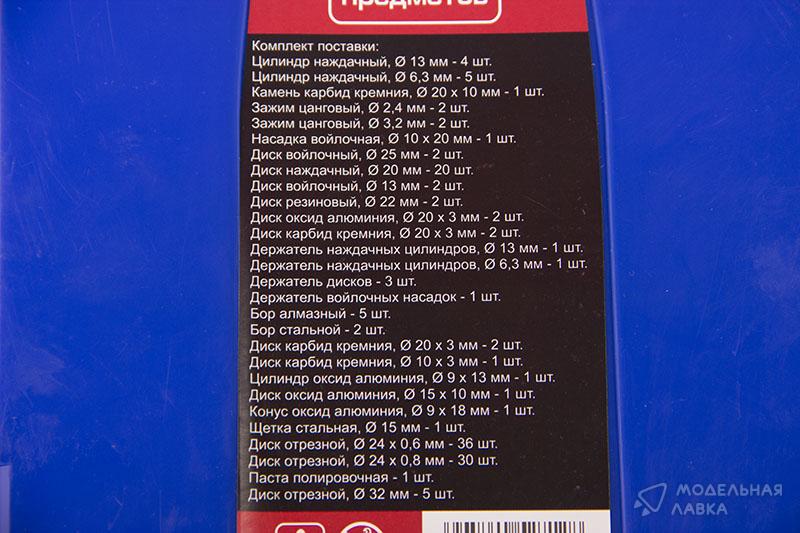 предметов
Комплект поставки:
Цилиндр наждачный, Ø 13 мм - 4 шт.
Цилиндр наждачный, Ø 6,3 мм - 5 шт.
Камень карбид кремния, Ø 20 x 10 мм - 1 шт.
Зажим цанговый, Ø 2,4 мм - 2 шт.
Зажим цанговый, Ø 3,2 мм - 2 шт.
Насадка войлочная, Ø 10 x 20 мм - 1 шт.
Диск войлочный, Ø 25 мм - 2 шт.
Диск наждачный, Ø 20 мм - 20 шт.
Диск войлочный, Ø 13 мм - 2 шт.
Диск резиновый, Ø 22 мм - 2 шт.
Диск оксид алюминия, Ø 20 x 3 мм - 2 шт.
Диск карбид кремния, Ø 20 x 3 мм - 2 шт.
Держатель наждачных цилиндров, Ø 13 мм - 1 шт.
Держатель наждачных цилиндров, Ø 6,3 мм - 1 шт.
Держатель дисков - 3 шт.
Держатель войлочных насадок - 1 шт.
Бор алмазный - 5 шт.
Бор стальной - 2 шт.
Диск карбид кремния, Ø 20 x 3 мм - 2 шт.
Диск карбид кремния, Ø 10 x 3 мм - 1 шт.
Цилиндр оксид алюминия, Ø 9 x 13 мм - 1 шт.
Диск оксид алюминия, Ø 15 x 10 мм - 1 шт.
Конус оксид алюминия, Ø 9 x 18 мм - 1 шт.
Щетка стальная, Ø 15 мм - 1 шт.
Диск отрезной, Ø 24 x 0,6 мм - 36 шт.
Диск отрезной, Ø 24 x 0,8 мм - 30 шт.
Паста полировочная - 1 шт.
Диск отрезной, Ø 32 мм - 5 шт.
МОДЕЛЬНАЯ
ЛАВКА